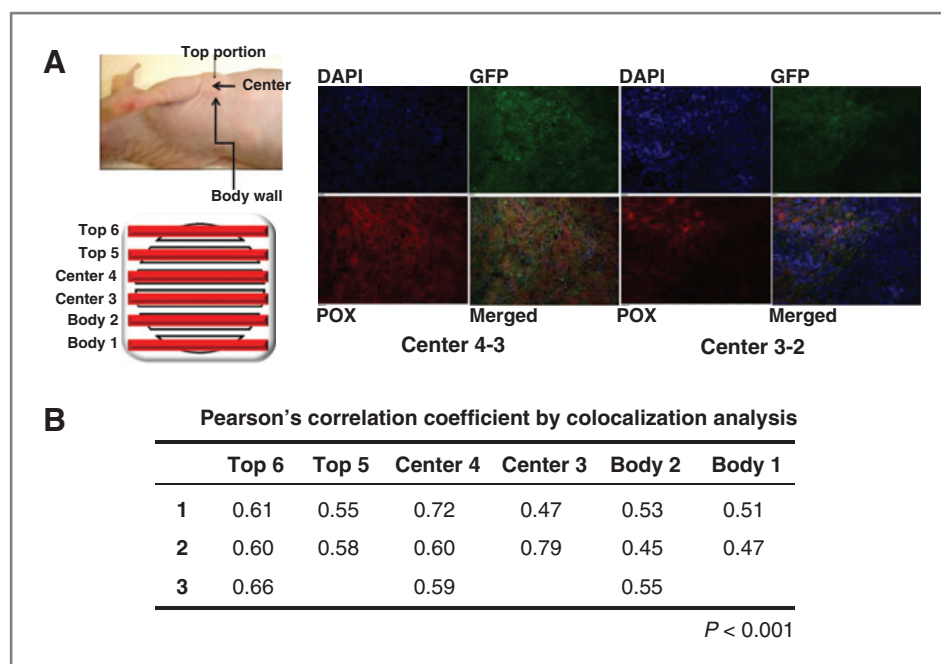 A
Top portion
Center
Body wall
Top 6
Top 5
Center 4
Center 3
Body 2
Body 1
DAPI GFP DAPI GFP
POX Merged POX Merged
Center 4-3 Center 3-2
B
Pearson's correlation coefficient by colocalization analysis
Top 6 Top 5 Center 4 Center 3 Body 2 Body 1
1 0.61 0.55 0.72 0.47 0.53 0.51
2 0.60 0.58 0.60 0.79 0.45 0.47
3 0.66 0.59 0.55
P < 0.001